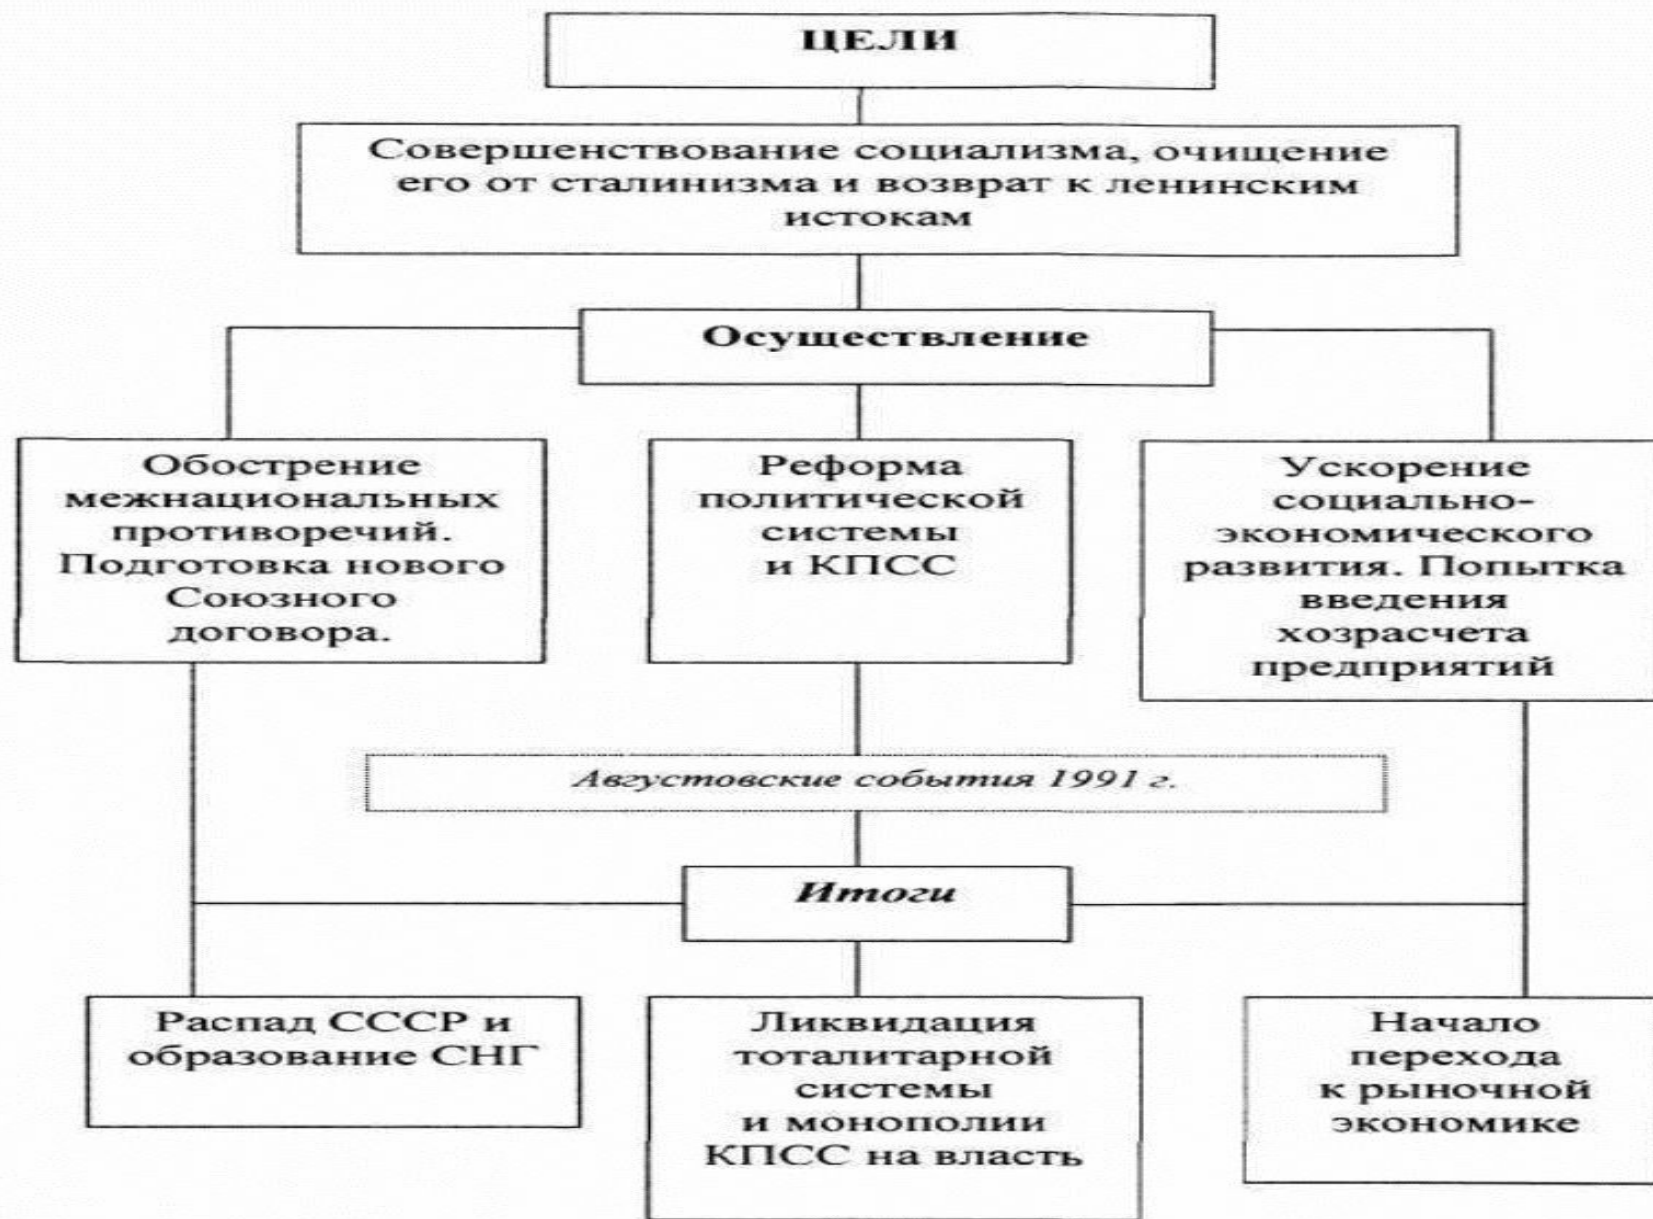 ЦЕЛИ
Совершенствование социализма, очищение
его от сталинизма и возврат к ленинским
истокам
Осуществление
Обострение
межнациональных
противоречий.
Подготовка нового
Союзного
договора.
Реформа
политической
системы
и КПСС
Ускорение
социально-
экономического
развития. Попытка
введения
хозрасчета
предприятий
Августовские события 1991 г.
Итоги
Распад СССР и
образование СНГ
Ликвидация
тоталитарной
системы
и монополии
КПСС на власть
Начало
перехода
к рыночной
экономике